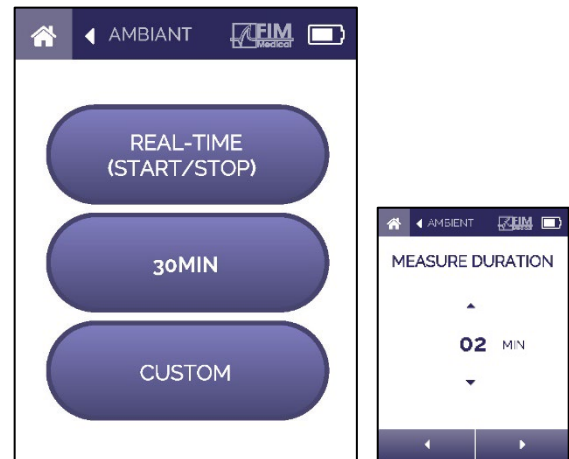 AMBIANT
FIM
Medical
REAL-TIME
(START/STOP)
30MIN
CUSTOM
AMBIENT
FIM
MEASURE DURATION
02 MIN